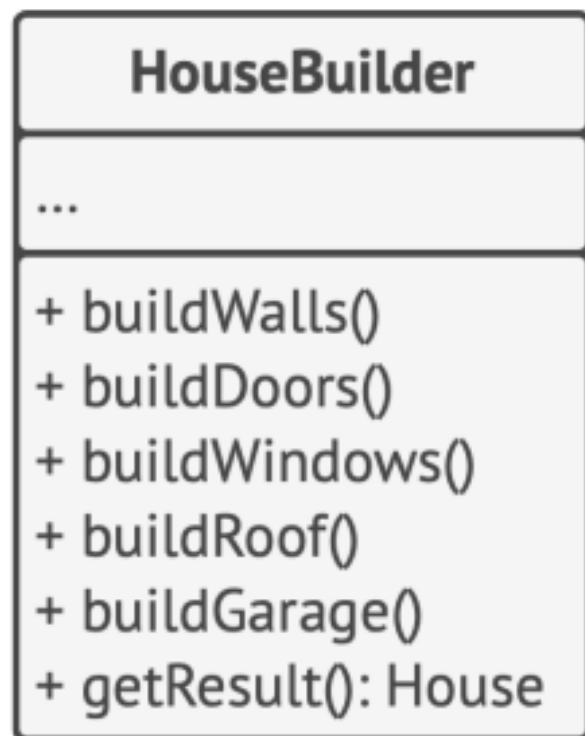 HouseBuilder
...
+ buildWalls()
+ buildDoors()
+ buildWindows()
+ buildRoof()
+ buildGarage()
+ getResult(): House